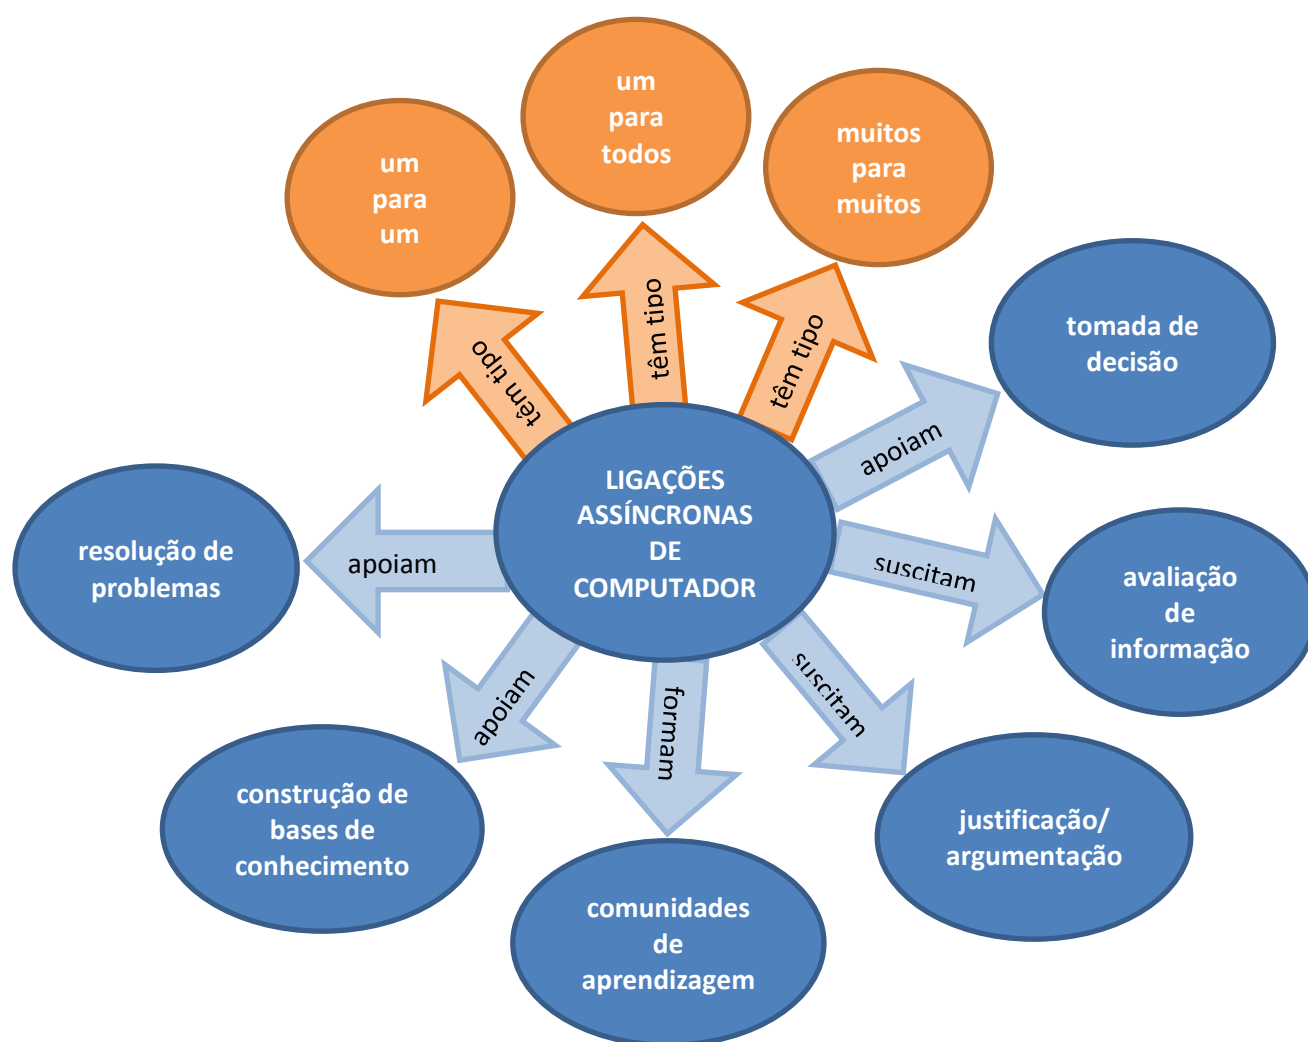 um
para
todos
um
para
um
muitos
para
muitos
têm tipo
têm tipo
têm tipo
tomada de
decisão
apoiam
LIGAÇÕES
ASSÍNCRONAS
DE
COMPUTADOR
suscitam
avaliação
de
informação
resolução de
problemas
apoiam
suscitam
justificação/
argumentação
apoiam
construção de
bases de
conhecimento
formam
comunidades
de
aprendizagem